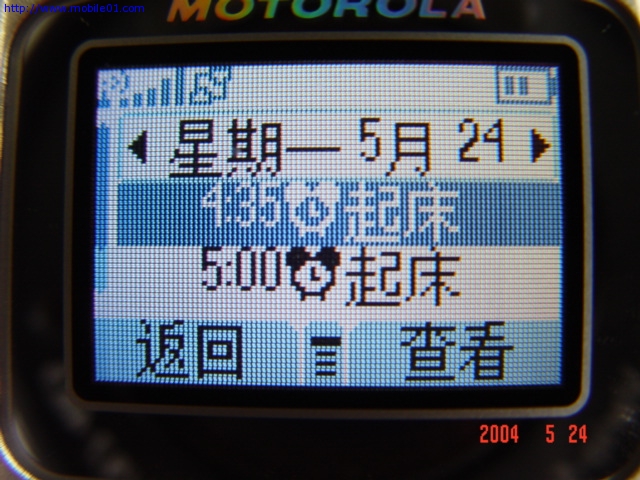 http://www.mobile01.com
MOTOROLA
星期一 5月 24
4:35 起床
5:00 起床
返回 查看
2004 5 24